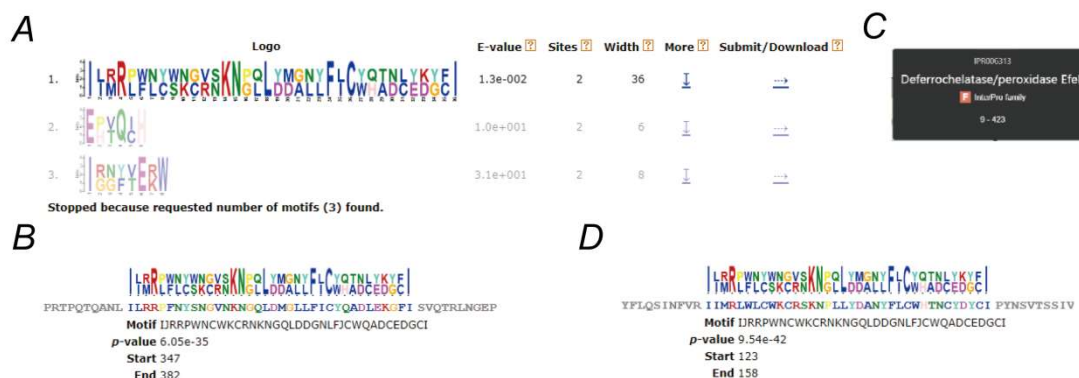 A
C
Logo E-value ? Sites ? Width ? More ? Submit/Download ?
1. 1.3e-002 2 36
2. 1.0e+001 2 6
3. 3.1e+001 2 8
Stopped because requested number of motifs (3) found.
IPR006313
Deferrochelatase/peroxidase Efe
F InterPro family
9 - 423
B
PRTPQTQANL ILRRPFNYSNGVNKNGQLDMGLLFICYQADLEKGFI SVQTRLNGEP
Motif IJRRPWNCWKCRNKNGQLDDGNLFJCWQADCEDGCI
p-value 6.05e-35
Start 347
End 382
D
YFLQSINFVR IIMRLWLCWKCRSKNPLLYDANYFLCWHTNCYDYCI PYNSVTSSIV
Motif IJRRPWNCWKCRNKNGQLDDGNLFJCWQADCEDGCI
p-value 9.54e-42
Start 123
End 158